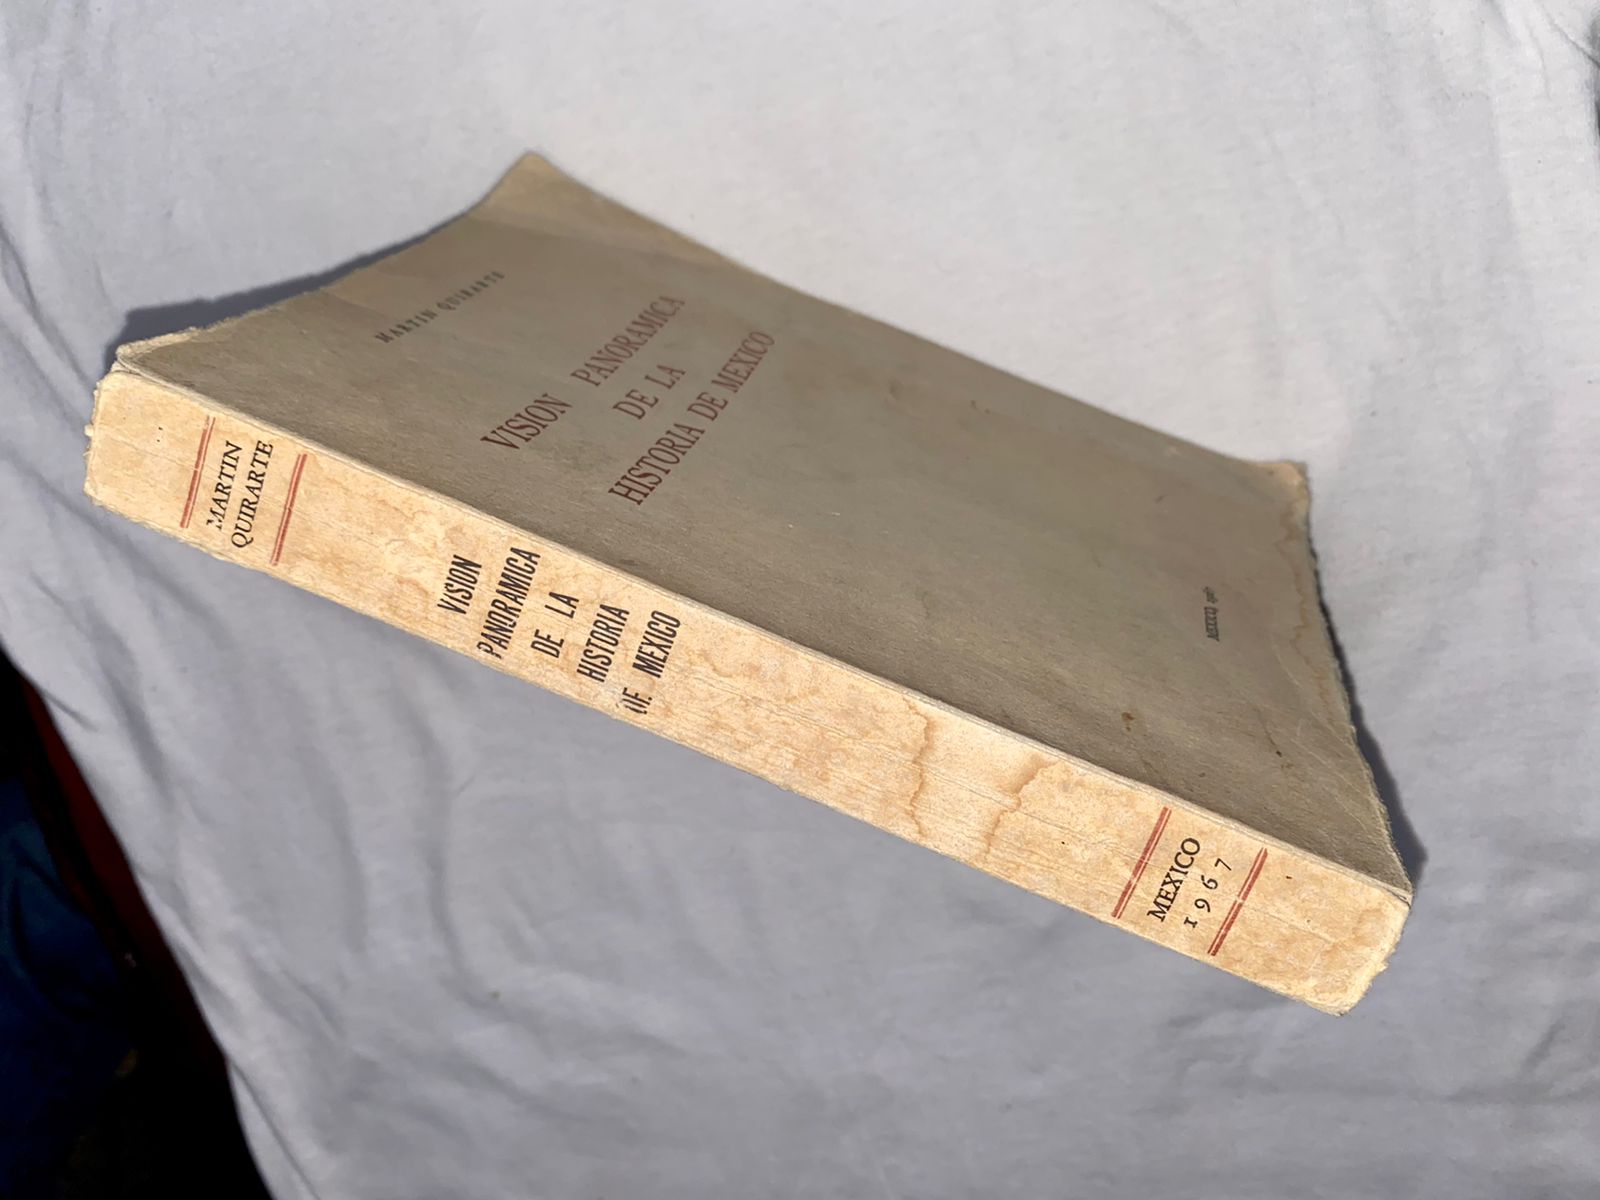 MARTIN QUIRARTE
VISION PANORAMICA
DE LA
HISTORIA DE MEXICO
MEXICO, 1967
MARTIN
QUIRARTE
VISION
PANORAMICA
DE LA
HISTORIA
DE MEXICO
MEXICO
1967